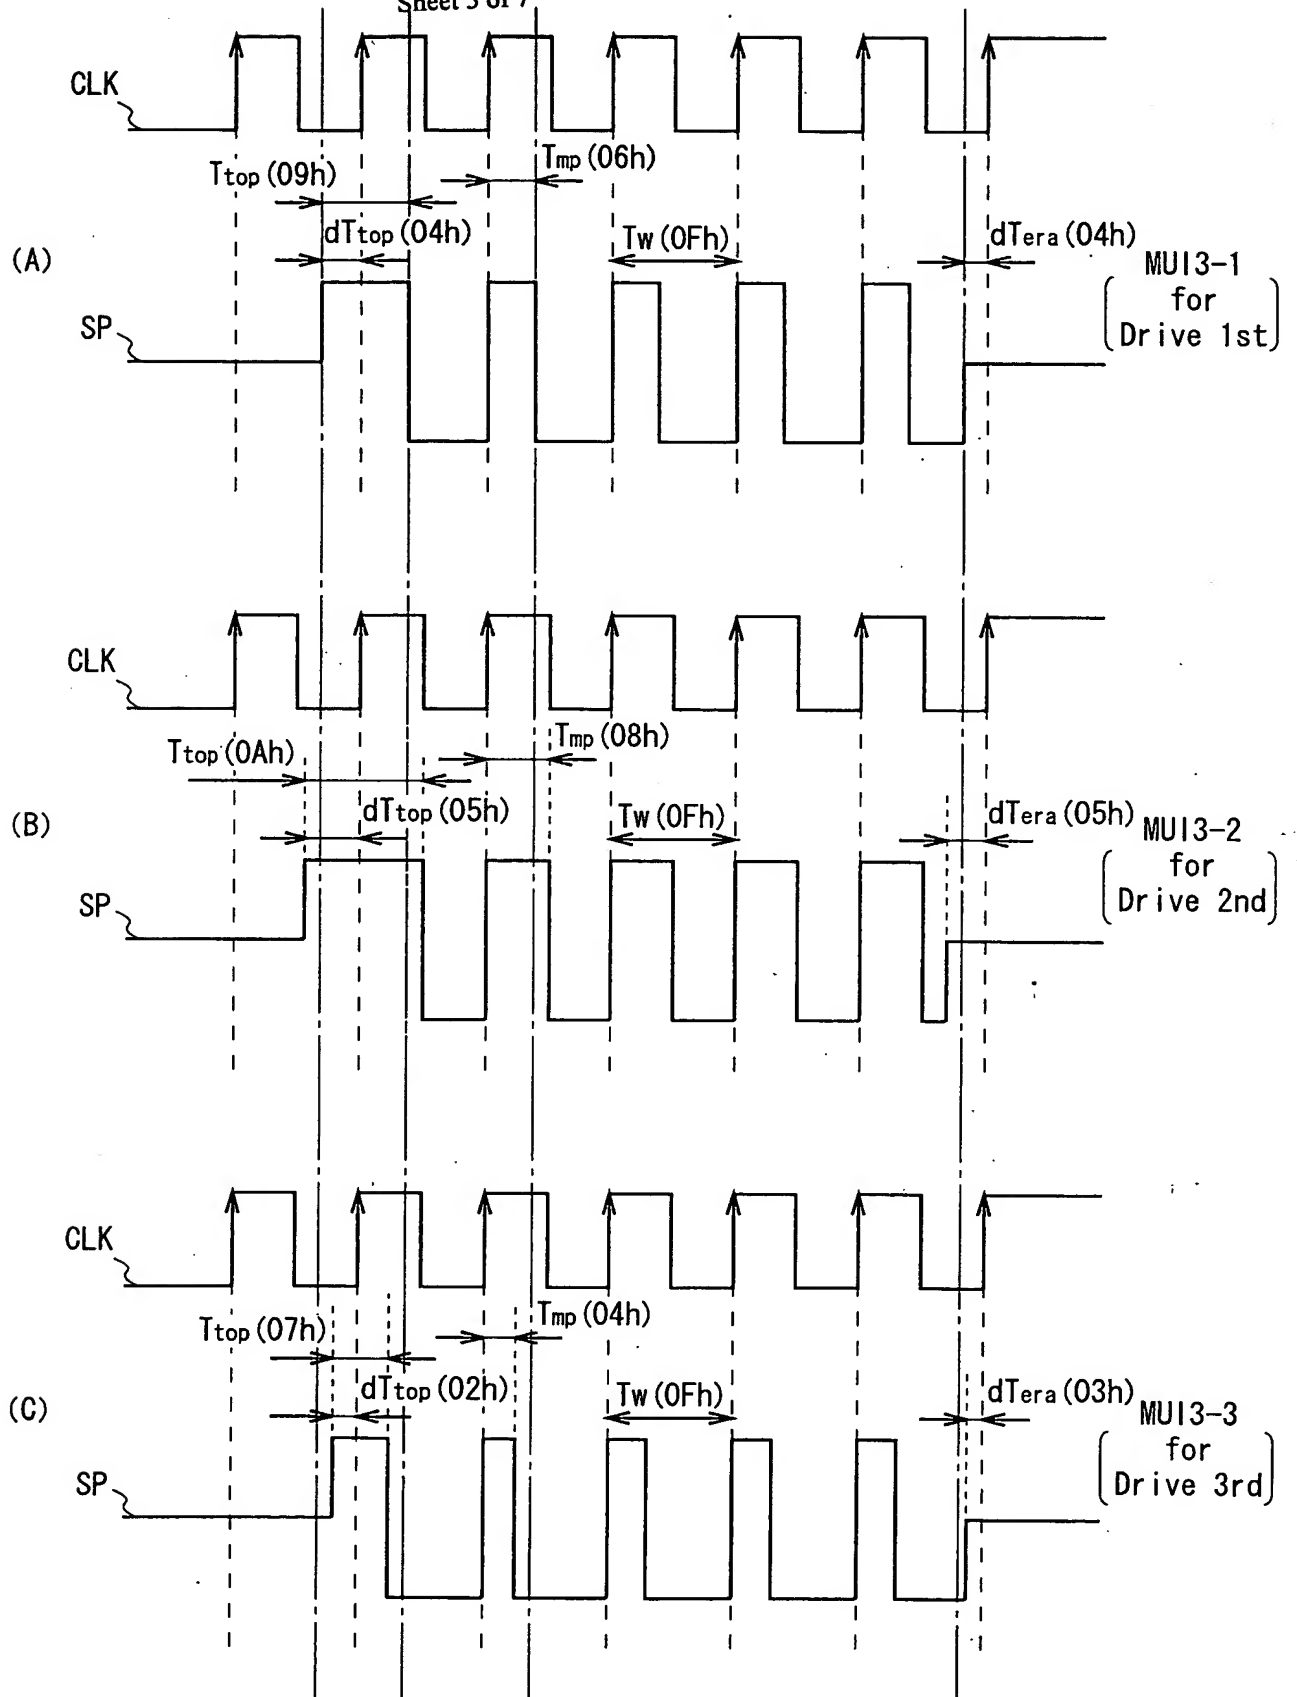 Sheet 5 of 7
CLK
Ttop(09h)
Tmp(06h)
dTtop(04h)
Tw(0Fh)
dTera(04h)
(A)
MUI3-1
for
Drive 1st
SP
CLK
Ttop(0Ah)
Tmp(08h)
dTtop(05h)
Tw(0Fh)
dTera(05h)
(B)
MUI3-2
for
Drive 2nd
SP
CLK
Ttop(07h)
Tmp(04h)
dTtop(02h)
Tw(0Fh)
dTera(03h)
(C)
MUI3-3
for
Drive 3rd
SP